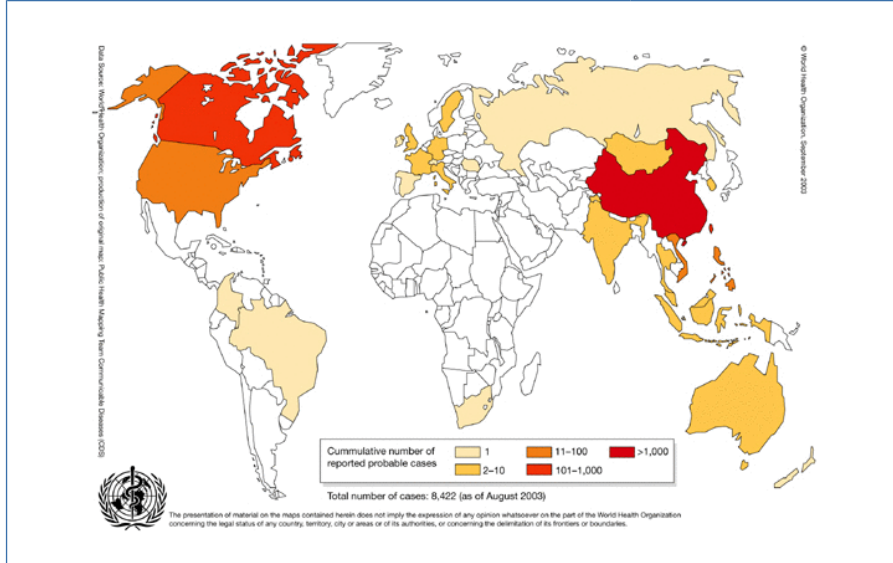 Data Source: World Health Organization; production of original map: Public Health Mapping Team Communicable Diseases (CDS)
© World Health Organization, September 2003
Cummulative number of
reported probable cases
1
2–10
11–100
101–1,000
>1,000
Total number of cases: 8,422 (as of August 2003)
The presentation of material on the maps contained herein does not imply the expression of any opinion whatsoever on the part of the World Health Organization
concerning the legal status of any country, territory, city or areas or of its authorities, or concerning the delimitation of its frontiers or boundaries.